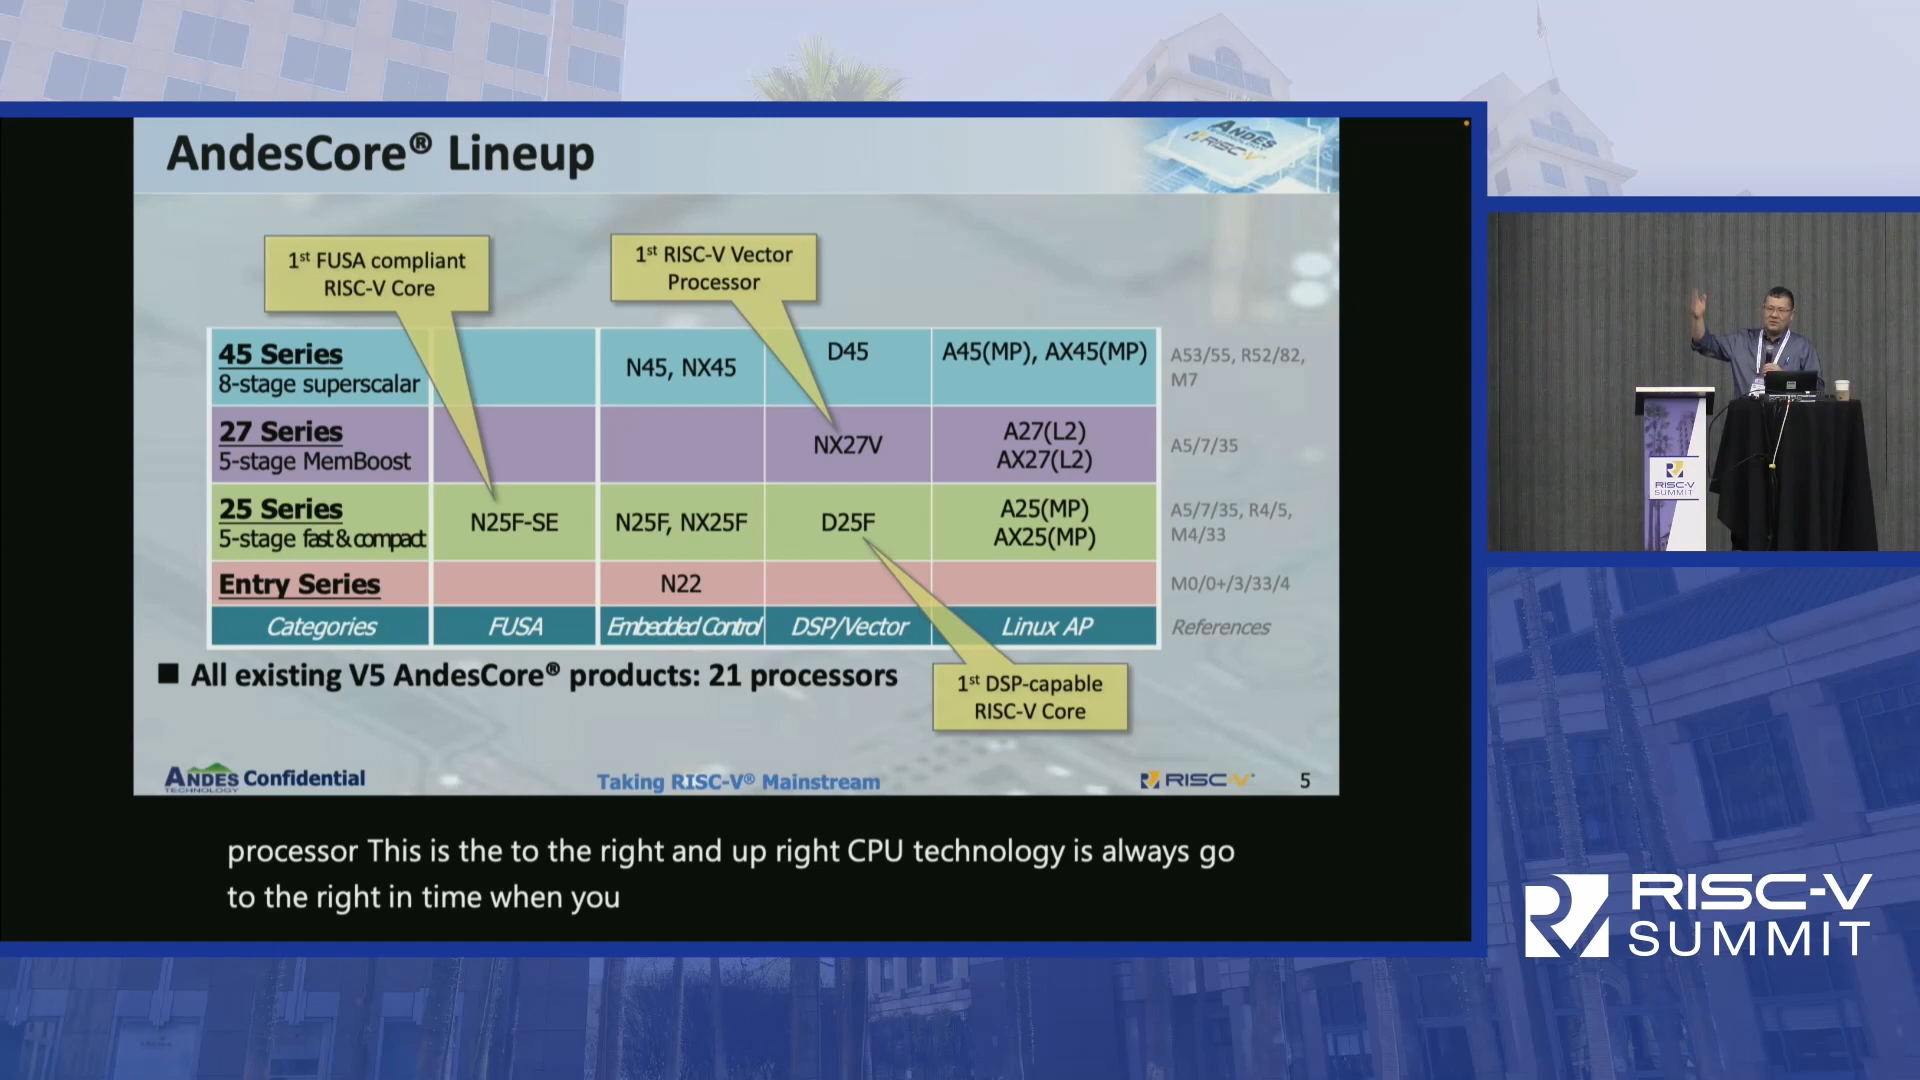 AndesCore® Lineup
ANDES
RISC-V
1st FUSA compliant
RISC-V Core
1st RISC-V Vector
Processor
45 Series
8-stage superscalar
N45, NX45
D45
A45(MP), AX45(MP)
A53/55, R52/82,
M7
27 Series
5-stage MemBoost
NX27V
A27(L2)
AX27(L2)
A5/7/35
25 Series
5-stage fast & compact
N25F-SE
N25F, NX25F
D25F
A25(MP)
AX25(MP)
A5/7/35, R4/5,
M4/33
Entry Series
N22
M0/0+/3/33/4
Categories
FUSA
Embedded Control
DSP/Vector
Linux AP
References
■ All existing V5 AndesCore® products: 21 processors
1st DSP-capable
RISC-V Core
ANDES
TECHNOLOGY
Confidential
Taking RISC-V® Mainstream
RISC-V
5
processor This is the to the right and up right CPU technology is always go
to the right in time when you
RISC-V
SUMMIT
RISC-V
SUMMIT